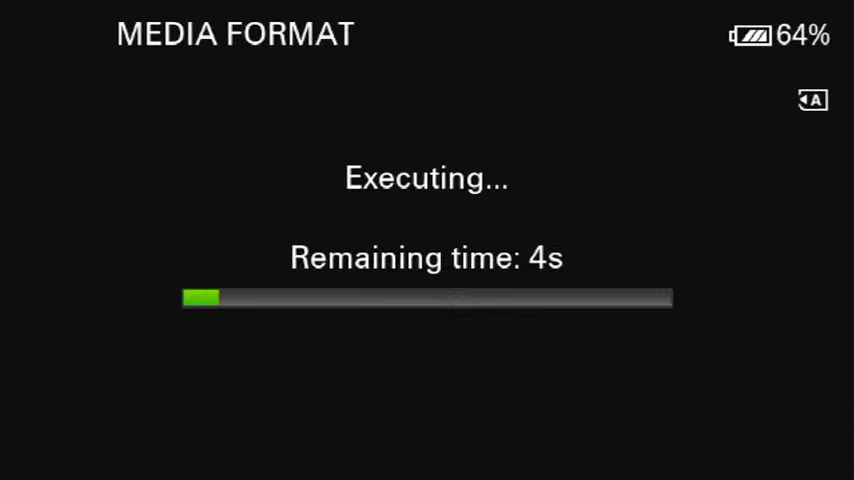 MEDIA FORMAT
64%
A
Executing...
Remaining time: 4s